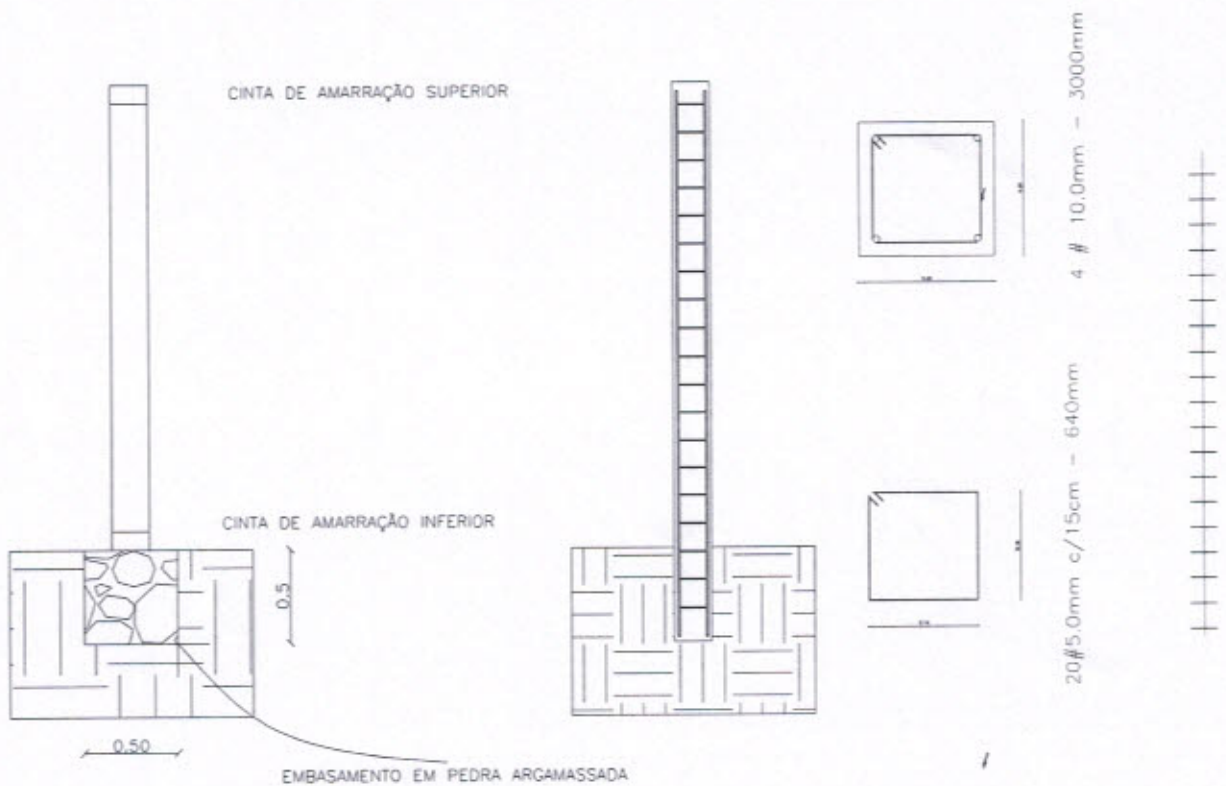 CINTA DE AMARRAÇÃO SUPERIOR
CINTA DE AMARRAÇÃO INFERIOR
0.5
0.50
EMBASAMENTO EM PEDRA ARGAMASSADA
4 # 10.0mm - 3000mm
20#5.0mm c/15cm - 640mm